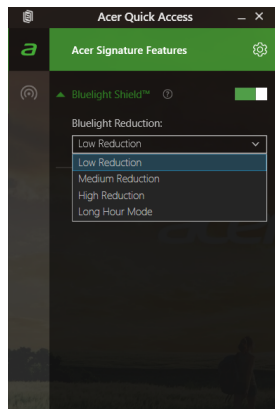 Acer Quick Access
a
Acer Signature Features
Bluelight Shield™ ?
Bluelight Reduction:
Low Reduction
Low Reduction
Medium Reduction
High Reduction
Long Hour Mode
acer